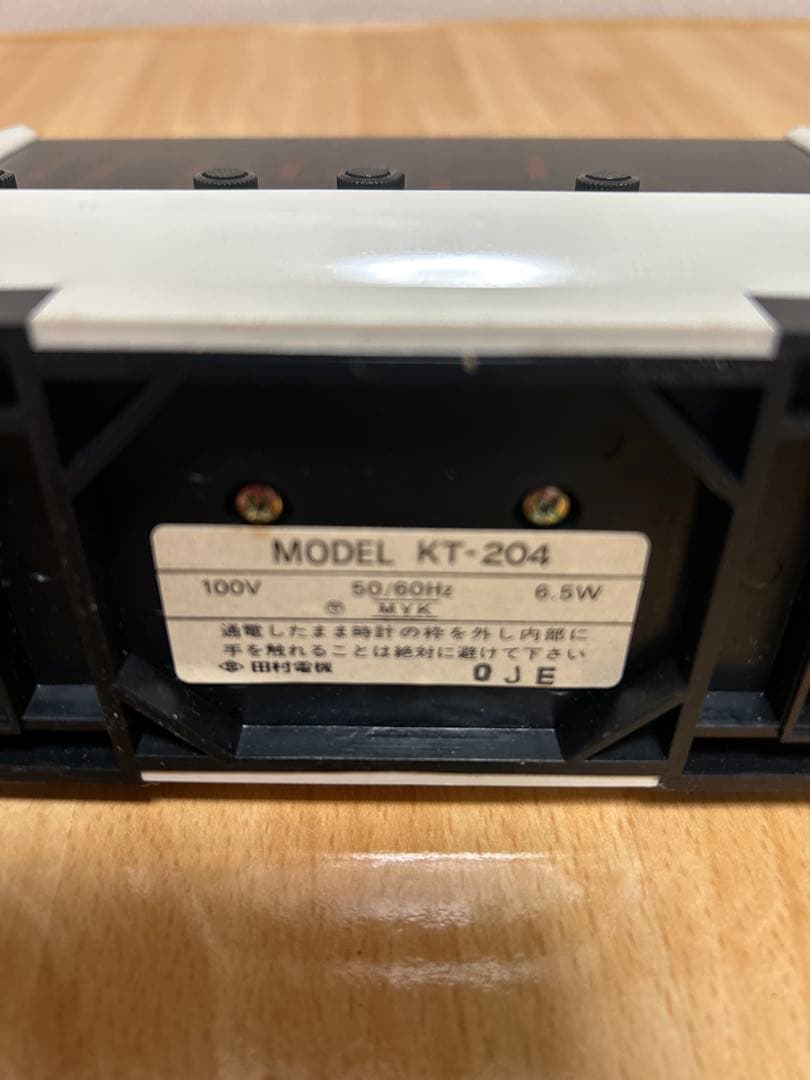 MODEL KT-204
100V 50/60Hz 6.5W
〒 MYK
通電したまま時計の枠を外し内部に
手を触れることは絶対に避けて下さい
田村電機 0JE